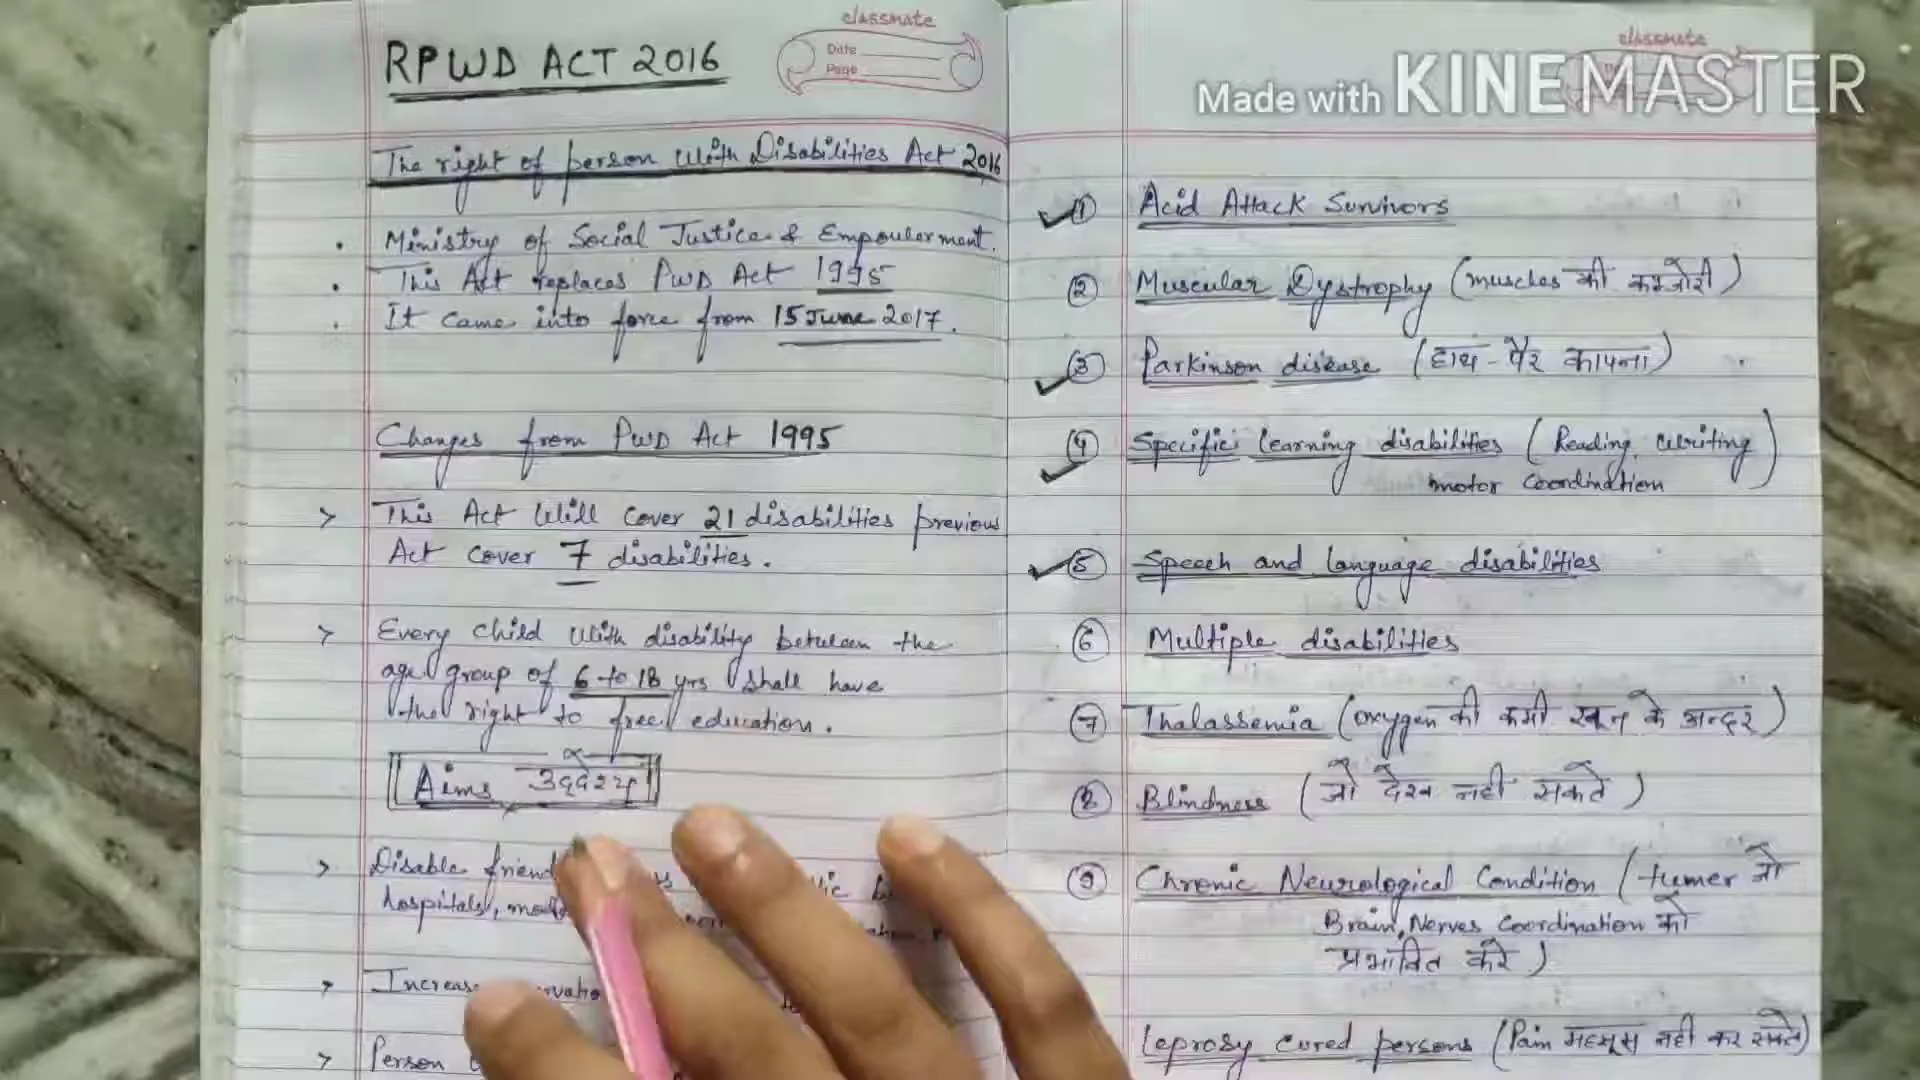 classmate
Date
Page
RPWD ACT 2016
The right of person With Disabilities Act 2016
. Ministry of Social Justice & Empowerment.
. This Act replaces PWD Act 1995
. It came into force from 15 June 2017.
Changes from PWD Act 1995
> This Act Will cover 21 disabilities previous
Act cover 7 disabilities.
> Every child With disability between the
age group of 6 to 18 yrs shall have
the right to free education.
Aims उद्देश्य
> Disable
hospitals,
>
> Person
classmate
Made with KINEMASTER
① Acid Attack Survivors
② Muscular Dystrophy (muscles की कमजोरी)
③ Parkinson disease (हाथ-पैर कापना)
④ Specific learning disabilities (Reading, writing)
motor coordination
⑤ Speech and language disabilities
⑥ Multiple disabilities
⑦ Thalassemia (oxygen की कमी खून के अन्दर)
⑧ Blindness (जो देख नही सकते)
⑨ Chronic Neurological Condition (tumer जो
Brain, Nerves coordination को
प्रभावित करे)
Leprosy cured persons (Pain महसूस नही कर सकते)